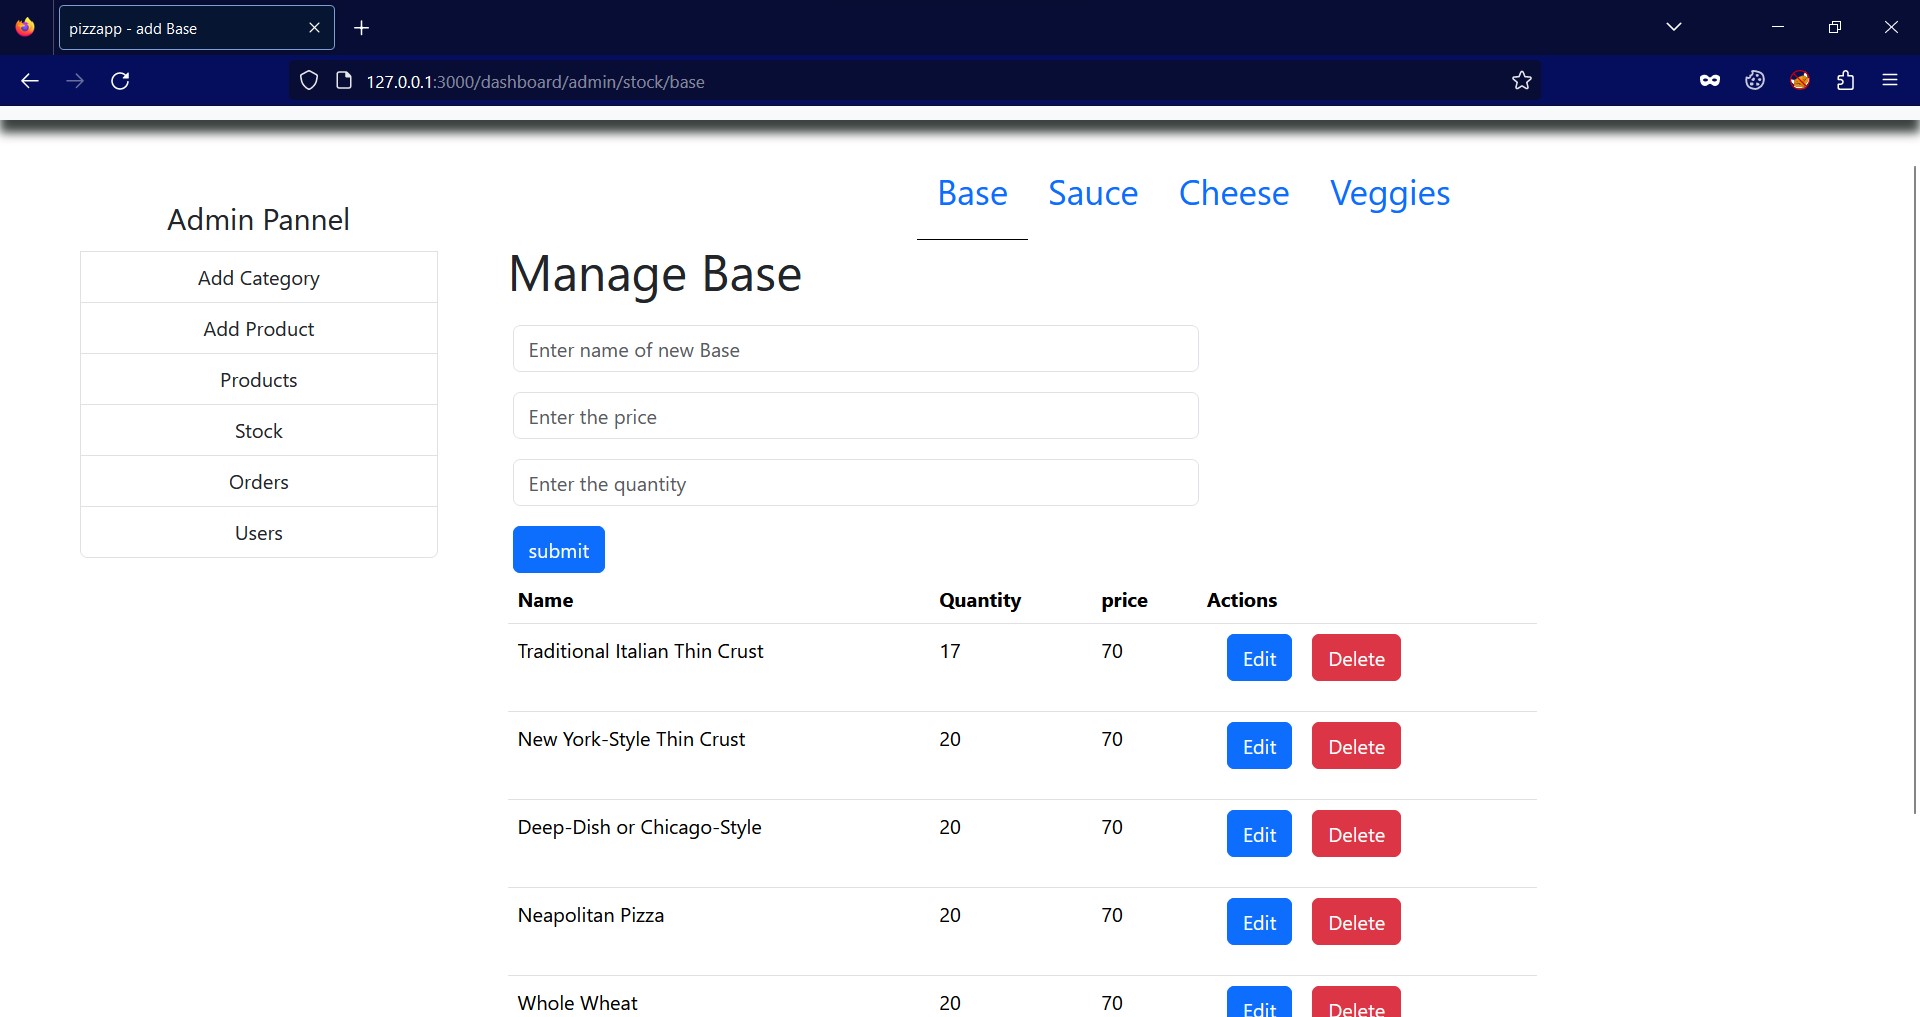 pizzapp - add Base
127.0.0.1:3000/dashboard/admin/stock/base
Base Sauce Cheese Veggies
Admin Pannel
Add Category
Add Product
Products
Stock
Orders
Users
Manage Base
Enter name of new Base
Enter the price
Enter the quantity
submit
Name Quantity price Actions
Traditional Italian Thin Crust 17 70 Edit Delete
New York-Style Thin Crust 20 70 Edit Delete
Deep-Dish or Chicago-Style 20 70 Edit Delete
Neapolitan Pizza 20 70 Edit Delete
Whole Wheat 20 70 Edit Delete